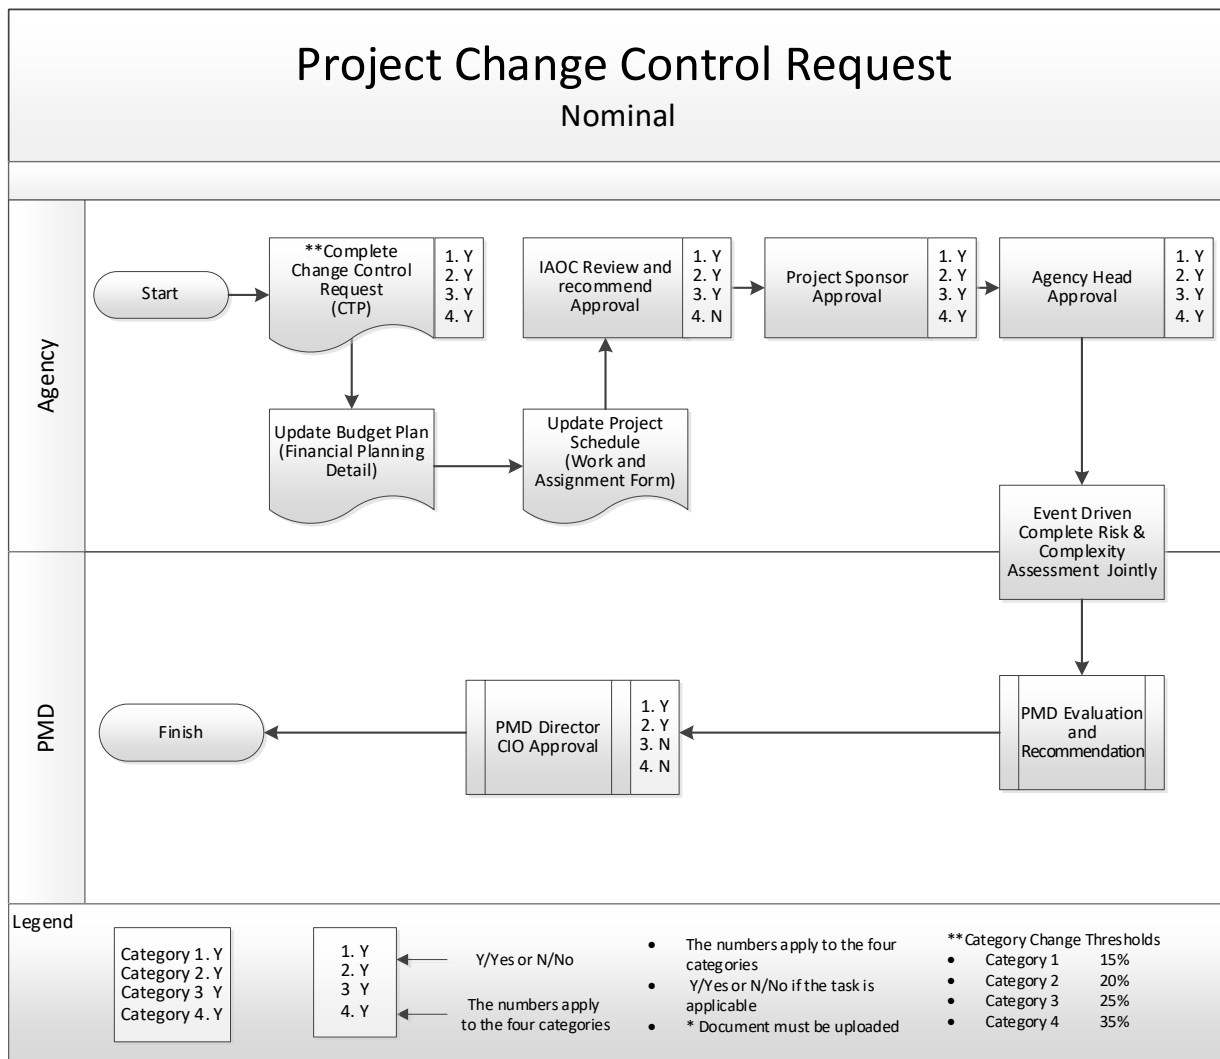 Project Change Control Request
Nominal
Agency
Start
**Complete
Change Control
Request
(CTP)
1. Y
2. Y
3. Y
4. Y
Update Budget Plan
(Financial Planning
Detail)
Update Project
Schedule
(Work and
Assignment Form)
IAOC Review and
recommend
Approval
1. Y
2. Y
3. Y
4. N
Project Sponsor
Approval
1. Y
2. Y
3. Y
4. Y
Agency Head
Approval
1. Y
2. Y
3. Y
4. Y
Event Driven
Complete Risk &
Complexity
Assessment Jointly
PMD
PMD Evaluation
and
Recommendation
PMD Director
CIO Approval
1. Y
2. Y
3. N
4. N
Finish
Legend
Category 1. Y
Category 2. Y
Category 3 Y
Category 4. Y
1. Y
2. Y
3 Y
4. Y
Y/Yes or N/No
The numbers apply
to the four categories
• The numbers apply to the four
categories
• Y/Yes or N/No if the task is
applicable
• * Document must be uploaded
**Category Change Thresholds
• Category 1 15%
• Category 2 20%
• Category 3 25%
• Category 4 35%